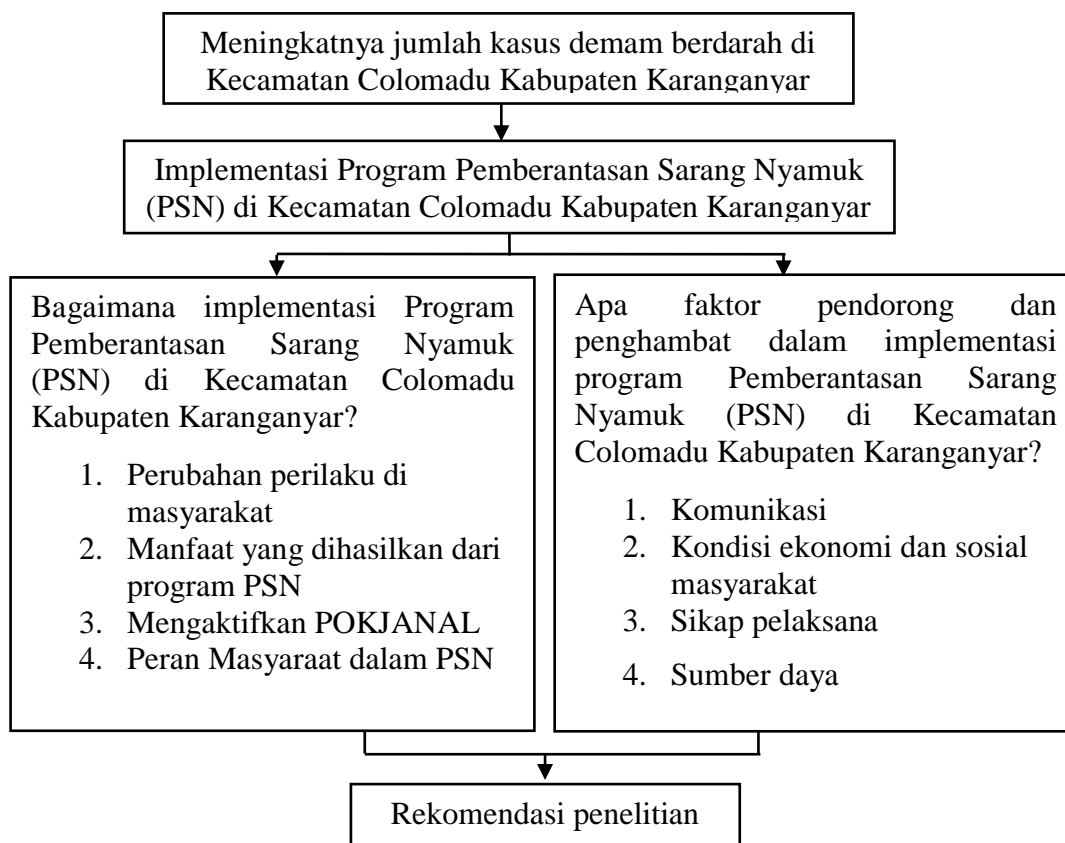 Meningkatnya jumlah kasus demam berdarah di
Kecamatan Colomadu Kabupaten Karanganyar
Implementasi Program Pemberantasan Sarang Nyamuk
(PSN) di Kecamatan Colomadu Kabupaten Karanganyar
Bagaimana implementasi Program
Pemberantasan Sarang Nyamuk
(PSN) di Kecamatan Colomadu
Kabupaten Karanganyar?
1. Perubahan perilaku di
masyarakat
2. Manfaat yang dihasilkan dari
program PSN
3. Mengaktifkan POKJANAL
4. Peran Masyaraat dalam PSN
Apa faktor pendorong dan
penghambat dalam implementasi
program Pemberantasan Sarang
Nyamuk (PSN) di Kecamatan
Colomadu Kabupaten Karanganyar?
1. Komunikasi
2. Kondisi ekonomi dan sosial
masyarakat
3. Sikap pelaksana
4. Sumber daya
Rekomendasi penelitian